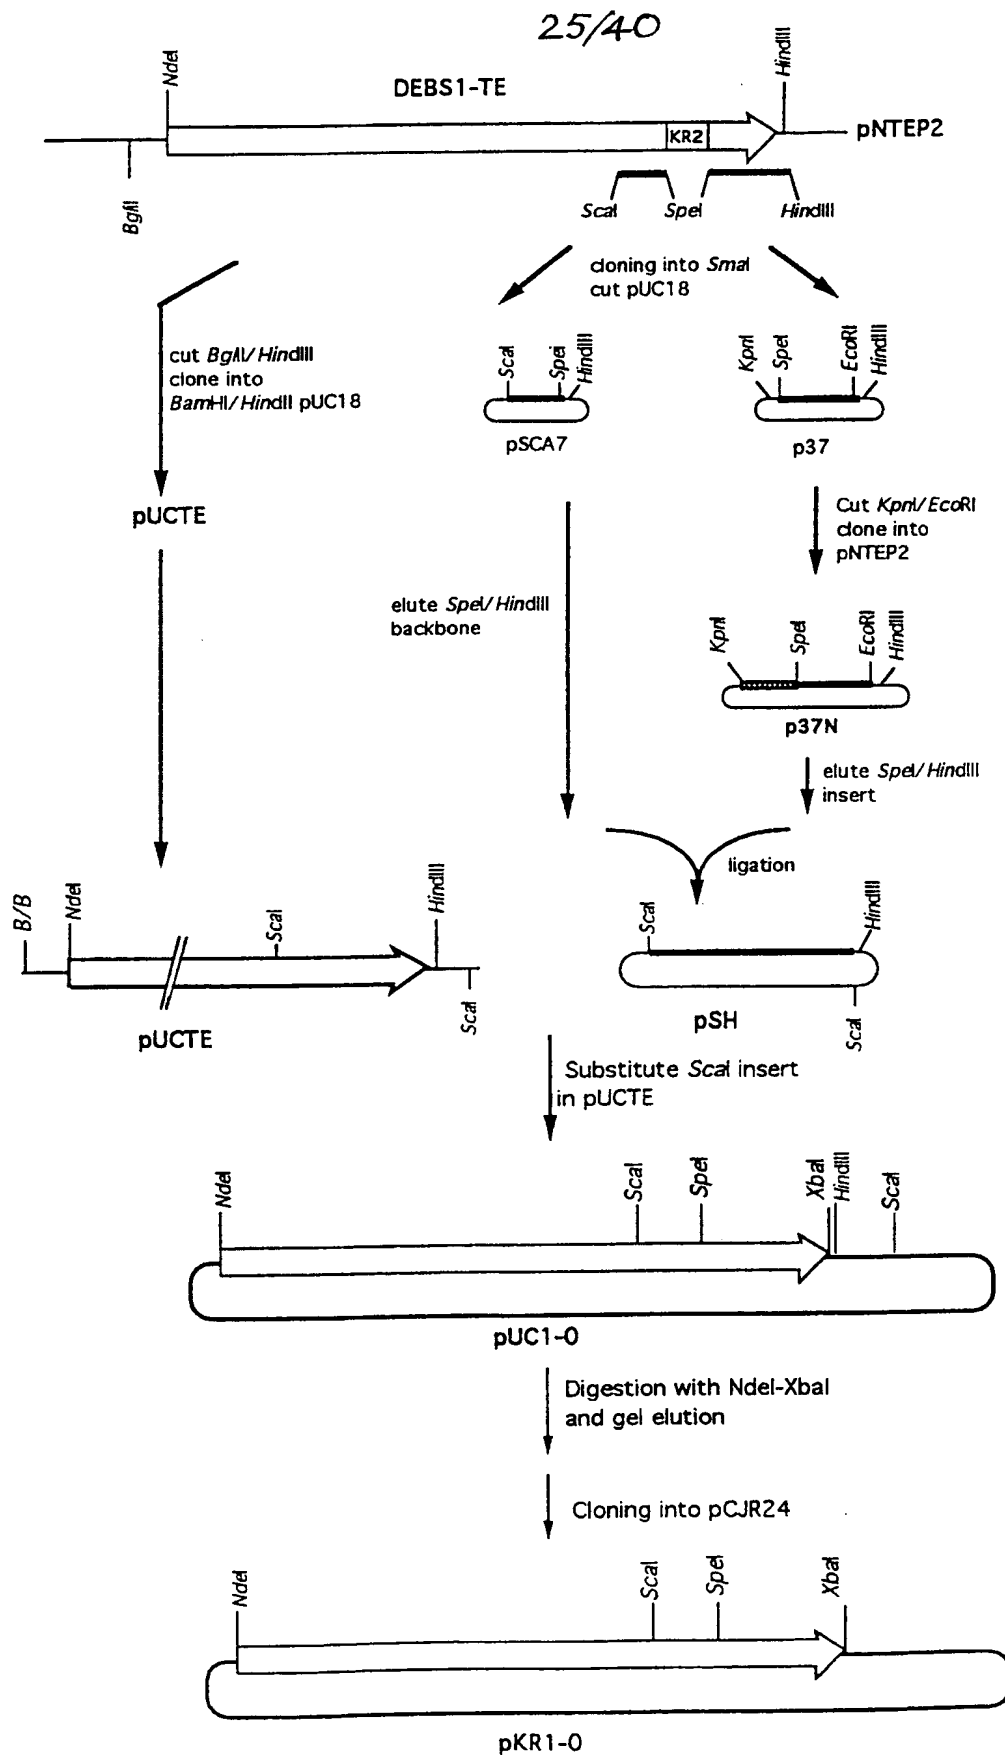 25/40
NdeI
DEBS1-TE
HindIII
KR2
pNTEP2
BglII
ScaI
SpeI
HindIII
cloning into SmaI
cut pUC18
cut BglII/HindIII
clone into
BamHI/HindII pUC18
ScaI
SpeI
HindIII
pSCA7
KpnI
SpeI
EcoRI
HindIII
p37
pUCTE
Cut KpnI/EcoRI
clone into
pNTEP2
elute SpeI/HindIII
backbone
KpnI
SpeI
EcoRI
HindIII
p37N
elute SpeI/HindIII
insert
ligation
B/B
NdeI
ScaI
HindIII
ScaI
pUCTE
ScaI
HindIII
pSH
ScaI
Substitute ScaI insert
in pUCTE
NdeI
ScaI
SpeI
XbaI
HindIII
ScaI
pUC1-0
Digestion with NdeI-XbaI
and gel elution
Cloning into pCJR24
NdeI
ScaI
SpeI
XbaI
pKR1-0